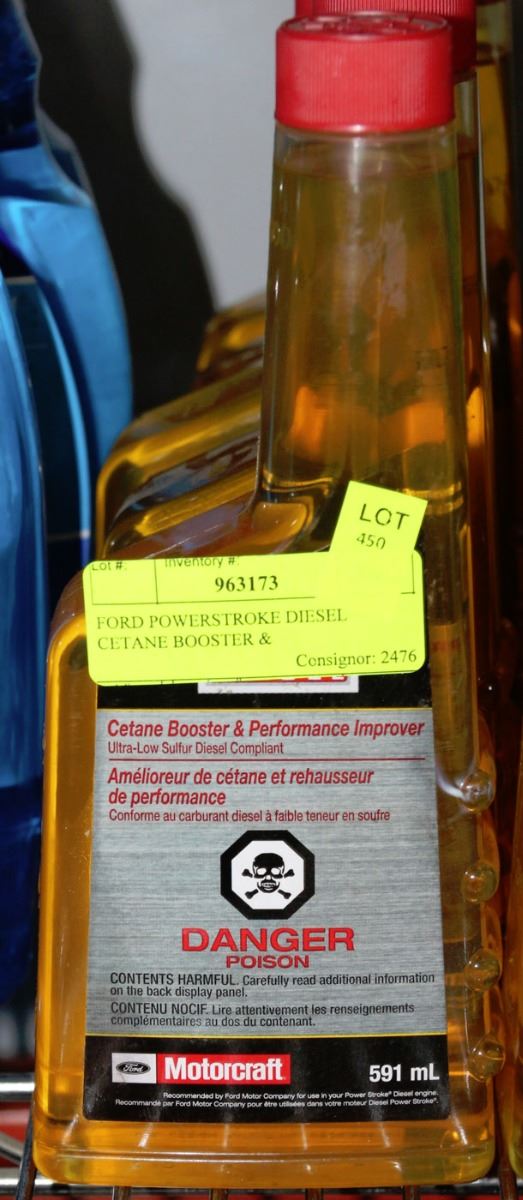 LOT
450
Lot #:
Inventory #:
963173
FORD POWERSTROKE DIESEL
CETANE BOOSTER &
Consignor: 2476
Cetane Booster & Performance Improver
Ultra-Low Sulfur Diesel Compliant
Amélioreur de cétane et rehausseur
de performance
Conforme au carburant diesel à faible teneur en soufre
DANGER
POISON
CONTENTS HARMFUL. Carefully read additional information
on the back display panel.
CONTENU NOCIF. Lire attentivement les renseignements
complémentaires au dos du contenant.
Ford
Motorcraft
591 mL
Recommended by Ford Motor Company for use in your Power Stroke® Diesel engine.
Recommandé par Ford Motor Company pour être utilisées dans votre moteur Diesel Power Stroke®.